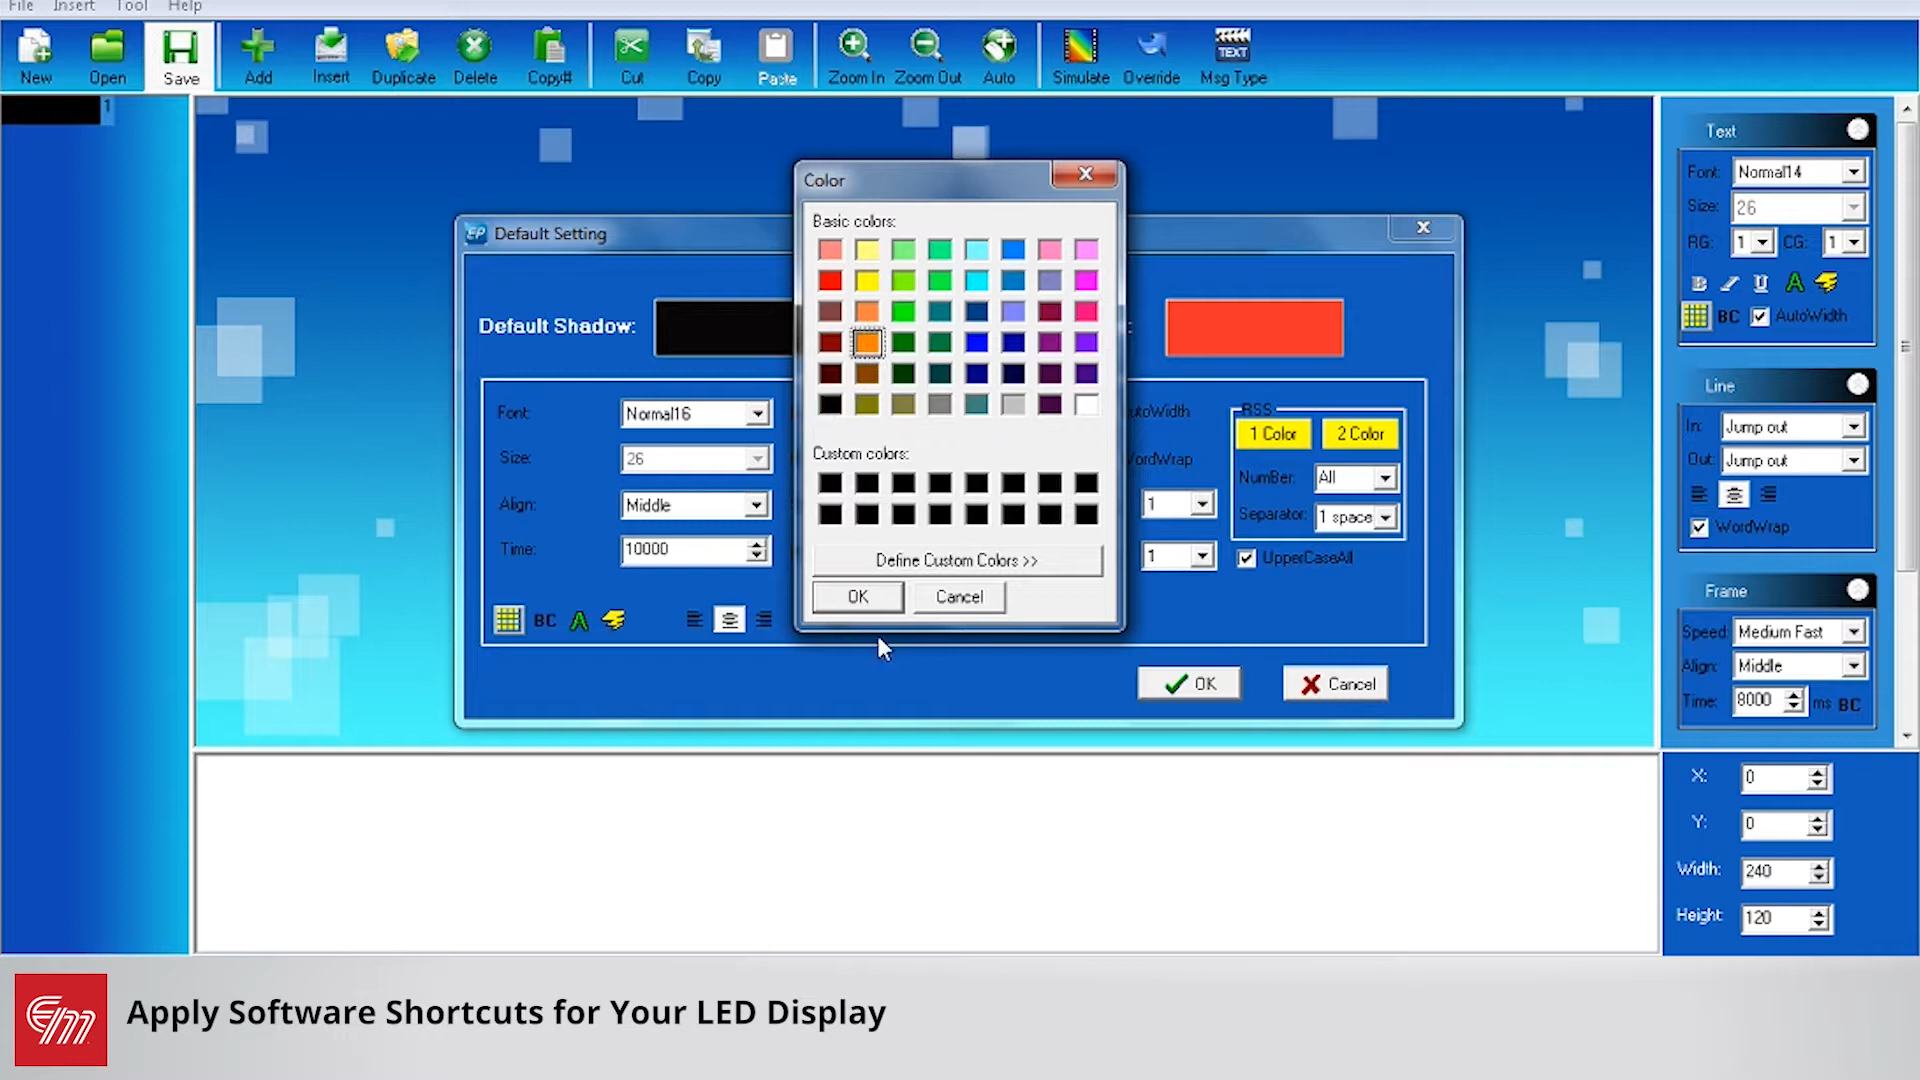 File Insert Tool Help
New Open Save Add Insert Duplicate Delete Copy# Cut Copy Paste Zoom In Zoom Out Auto Simulate Override Msg Type
TEXT
1
Color
Basic colors:
Custom colors:
Define Custom Colors >>
OK Cancel
EP Default Setting
Default Shadow: :
Font: Normal16
Size: 26
Align: Middle
Time: 10000
BC A
utoWidth
ordWrap
1
1
RSS
1 Color 2 Color
NumBer: All
Separator: 1 space
UpperCaseAll
OK Cancel
Text
Font: Normal14
Size: 26
RG: 1 CG: 1
B I U A
BC AutoWidth
Line
In: Jump out
Out: Jump out
WordWrap
Frame
Speed: Medium Fast
Align: Middle
Time: 8000 ms BC
X: 0
Y: 0
Width: 240
Height: 120
EM Apply Software Shortcuts for Your LED Display